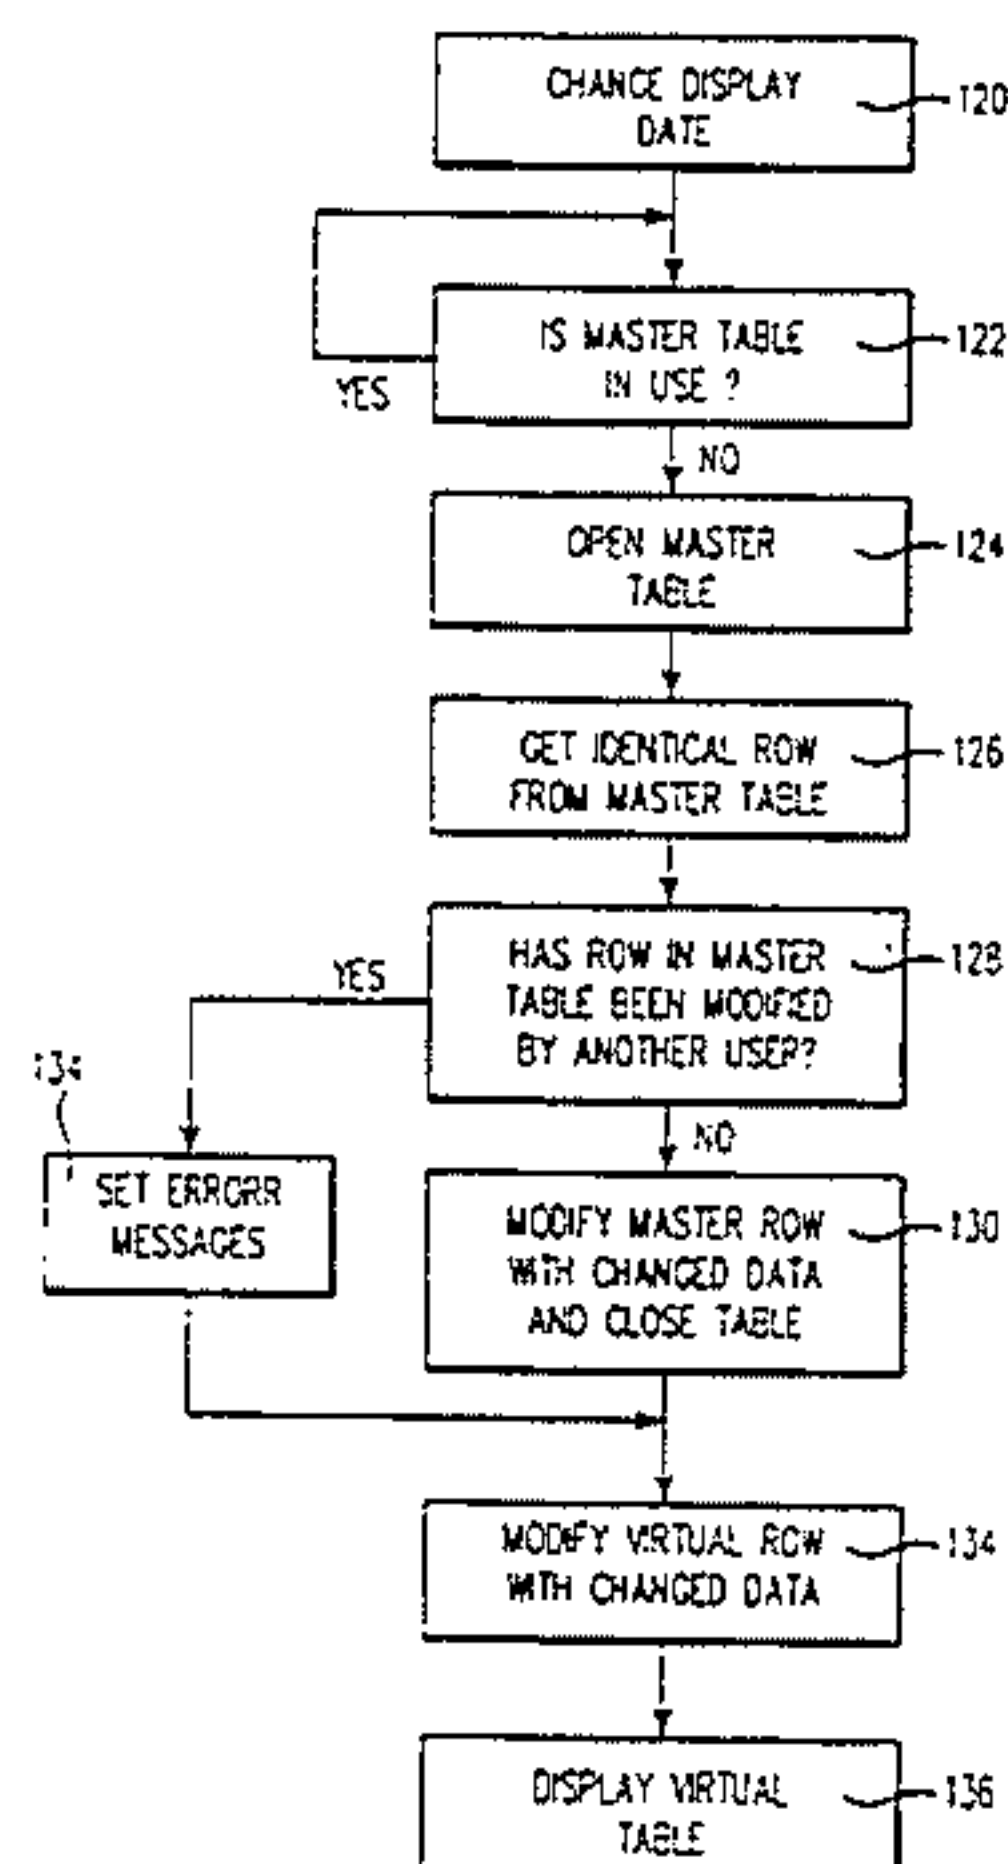 CHANCE DISPLAY
DATE
120
IS MASTER TABLE
IN USE ?
122
YES
NO
OPEN MASTER
TABLE
124
GET IDENTICAL ROW
FROM MASTER TABLE
126
HAS ROW IN MASTER
TABLE BEEN MODIFIED
BY ANOTHER USER?
128
YES
134
NO
SET ERRORR
MESSAGES
MODIFY MASTER ROW
WITH CHANGED DATA
AND CLOSE TABLE
130
MODIFY VIRTUAL ROW
WITH CHANGED DATA
134
DISPLAY VIRTUAL
TABLE
136